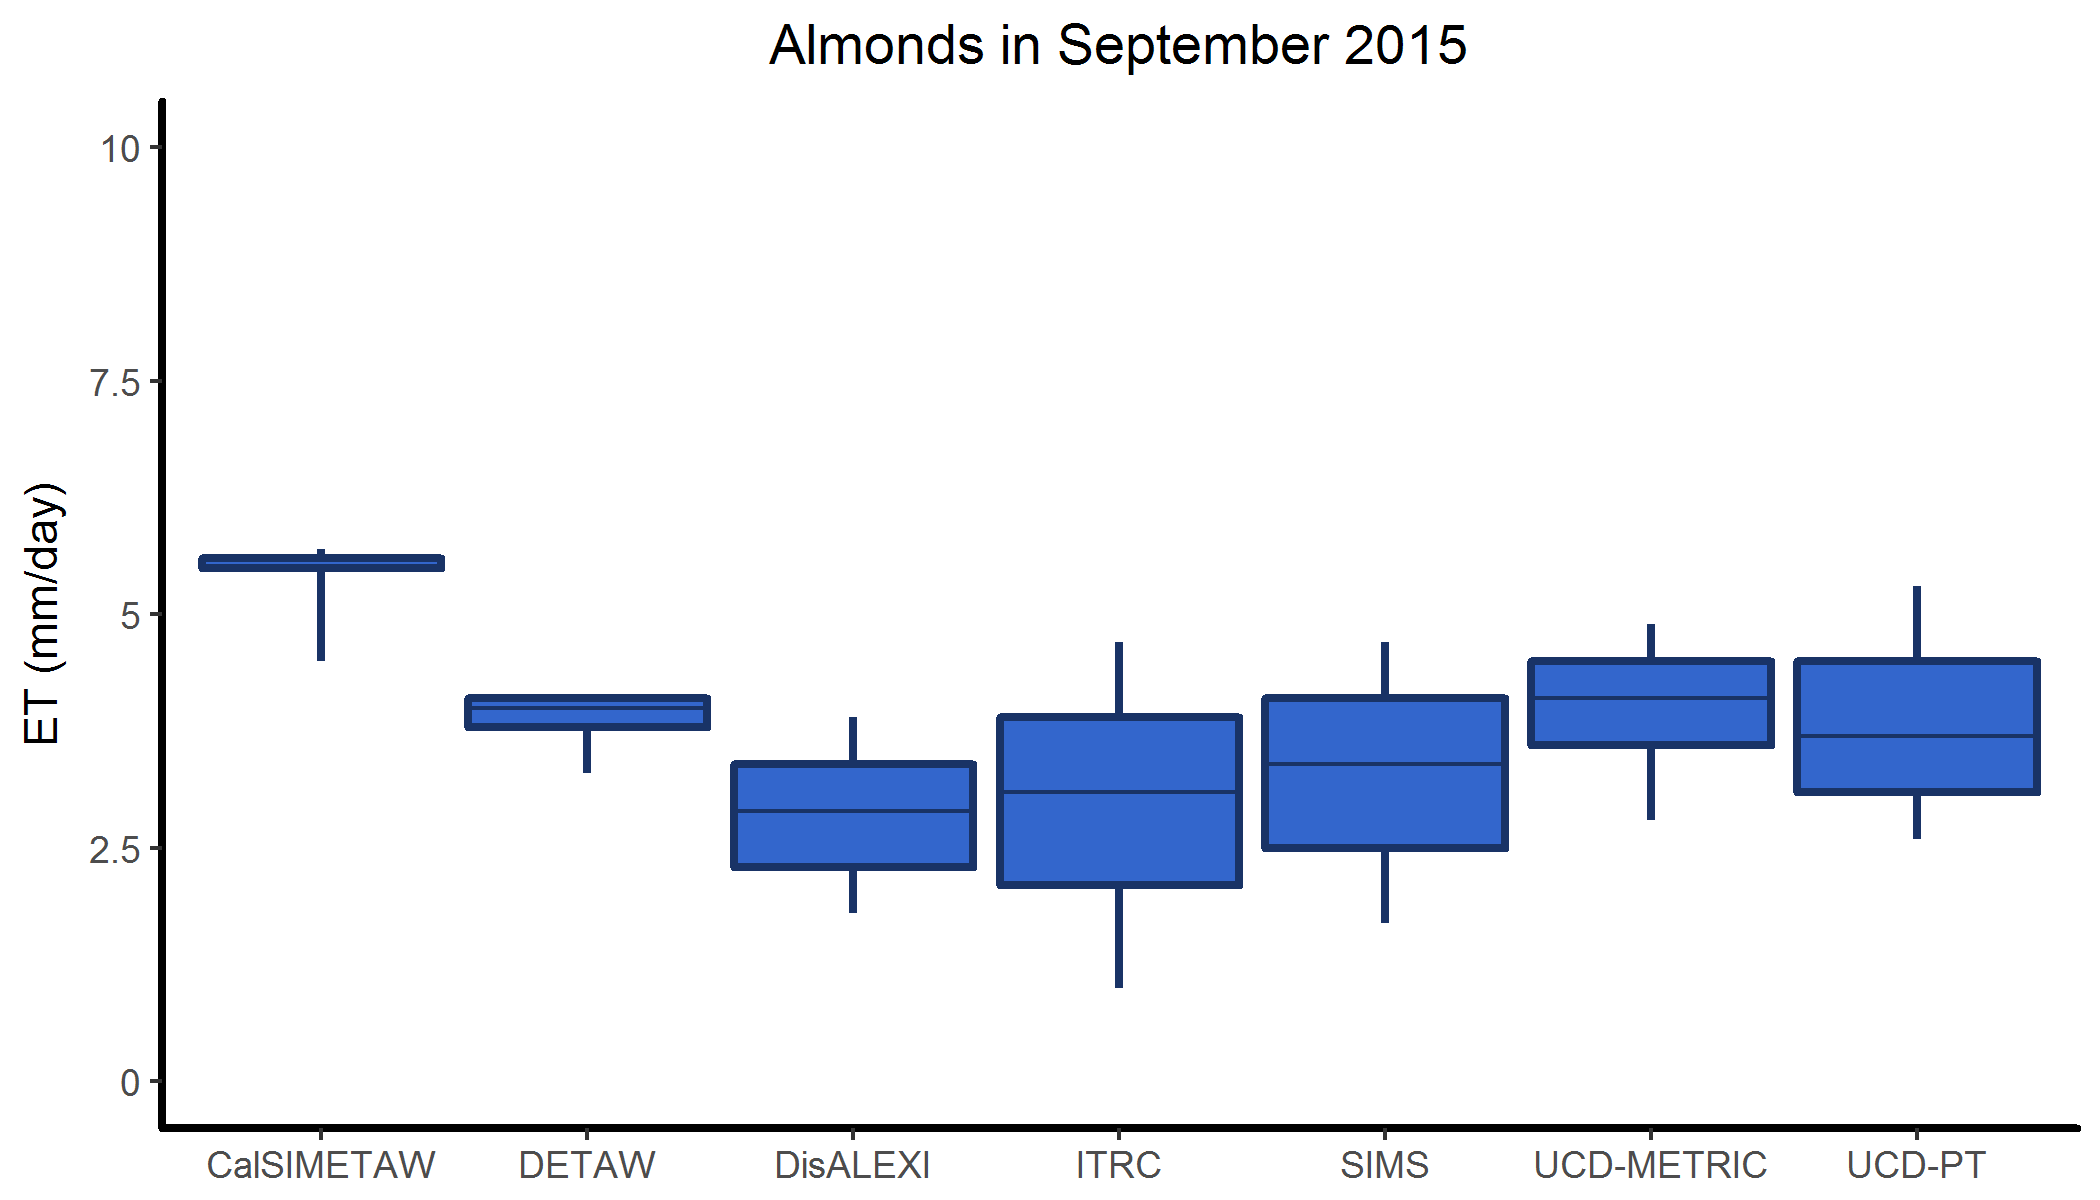 Almonds in September 2015
ET (mm/day)
10
7.5
5
2.5
0
CalSIMETAW DETAW DisALEXI ITRC SIMS UCD-METRIC UCD-PT